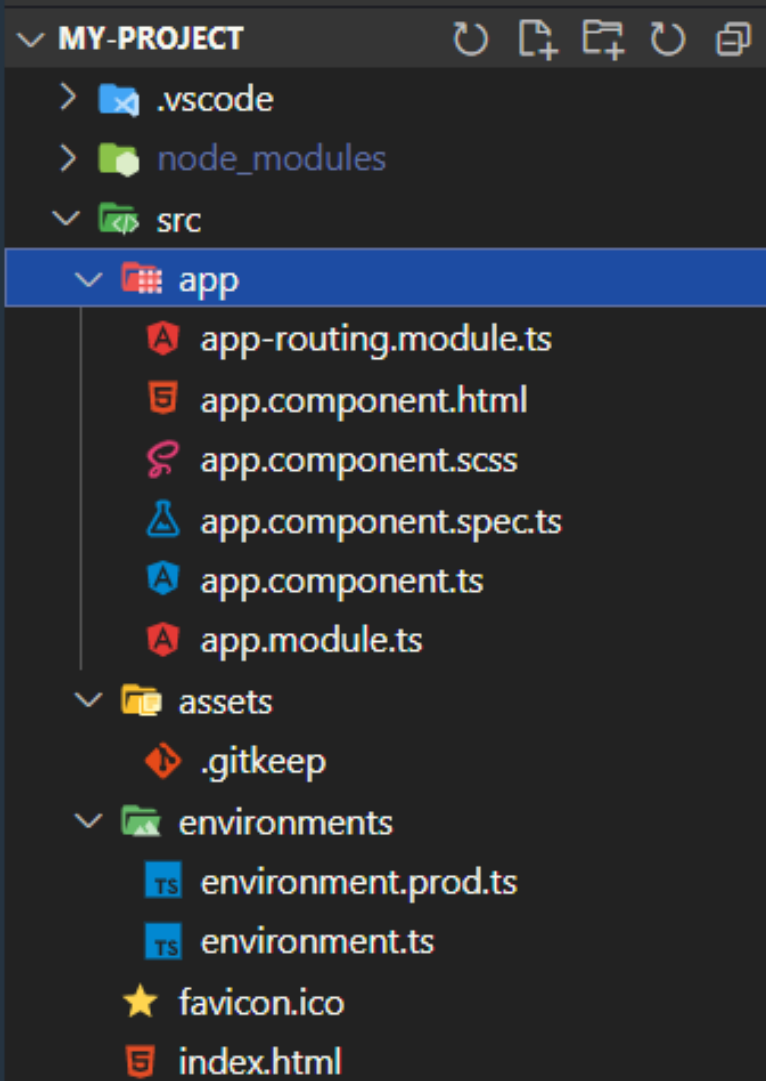 MY-PROJECT
.vscode
node_modules
src
app
app-routing.module.ts
app.component.html
app.component.scss
app.component.spec.ts
app.component.ts
app.module.ts
assets
.gitkeep
environments
TS environment.prod.ts
TS environment.ts
favicon.ico
index.html